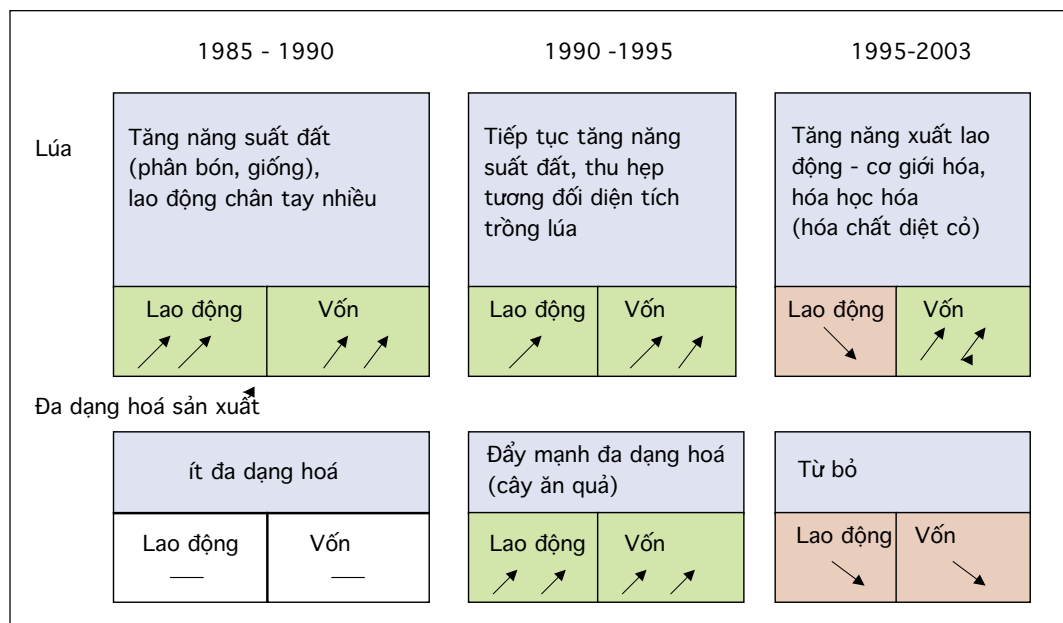 1985 - 1990
1990 -1995
1995-2003
Lúa
Tăng năng suất đất
(phân bón, giống),
lao động chân tay nhiều
Tiếp tục tăng năng
suất đất, thu hẹp
tương đối diện tích
trồng lúa
Tăng năng xuất lao
động - cơ giới hóa,
hóa học hóa
(hóa chất diệt cỏ)
Lao động
Vốn
Lao động
Vốn
Lao động
Vốn
Đa dạng hoá sản xuất
ít đa dạng hoá
Đẩy mạnh đa dạng hoá
(cây ăn quả)
Từ bỏ
Lao động
Vốn
Lao động
Vốn
Lao động
Vốn